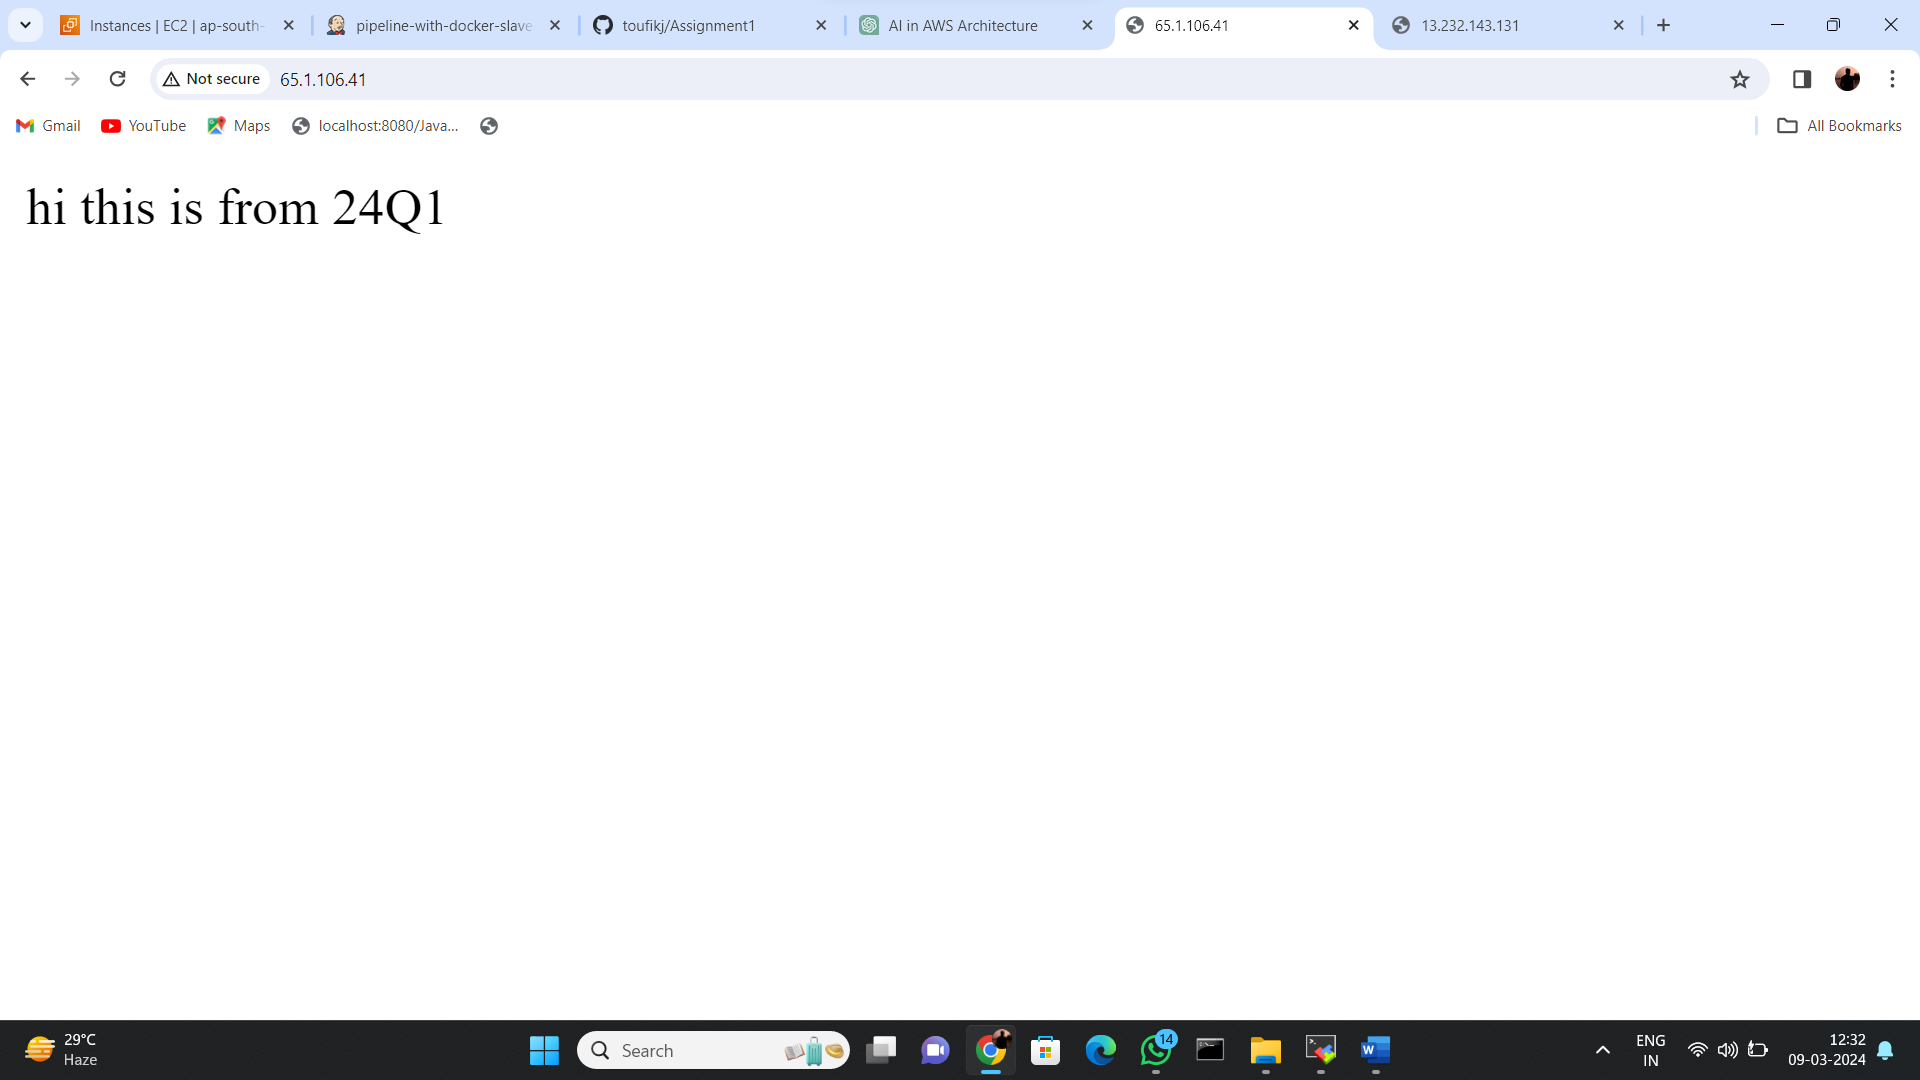 Instances | EC2 | ap-south-
pipeline-with-docker-slave
toufikj/Assignment1
AI in AWS Architecture
65.1.106.41
13.232.143.131
Not secure
65.1.106.41
Gmail
YouTube
Maps
localhost:8080/Java...
All Bookmarks
hi this is from 24Q1
29°C
Haze
Search
14
ENG
IN
12:32
09-03-2024